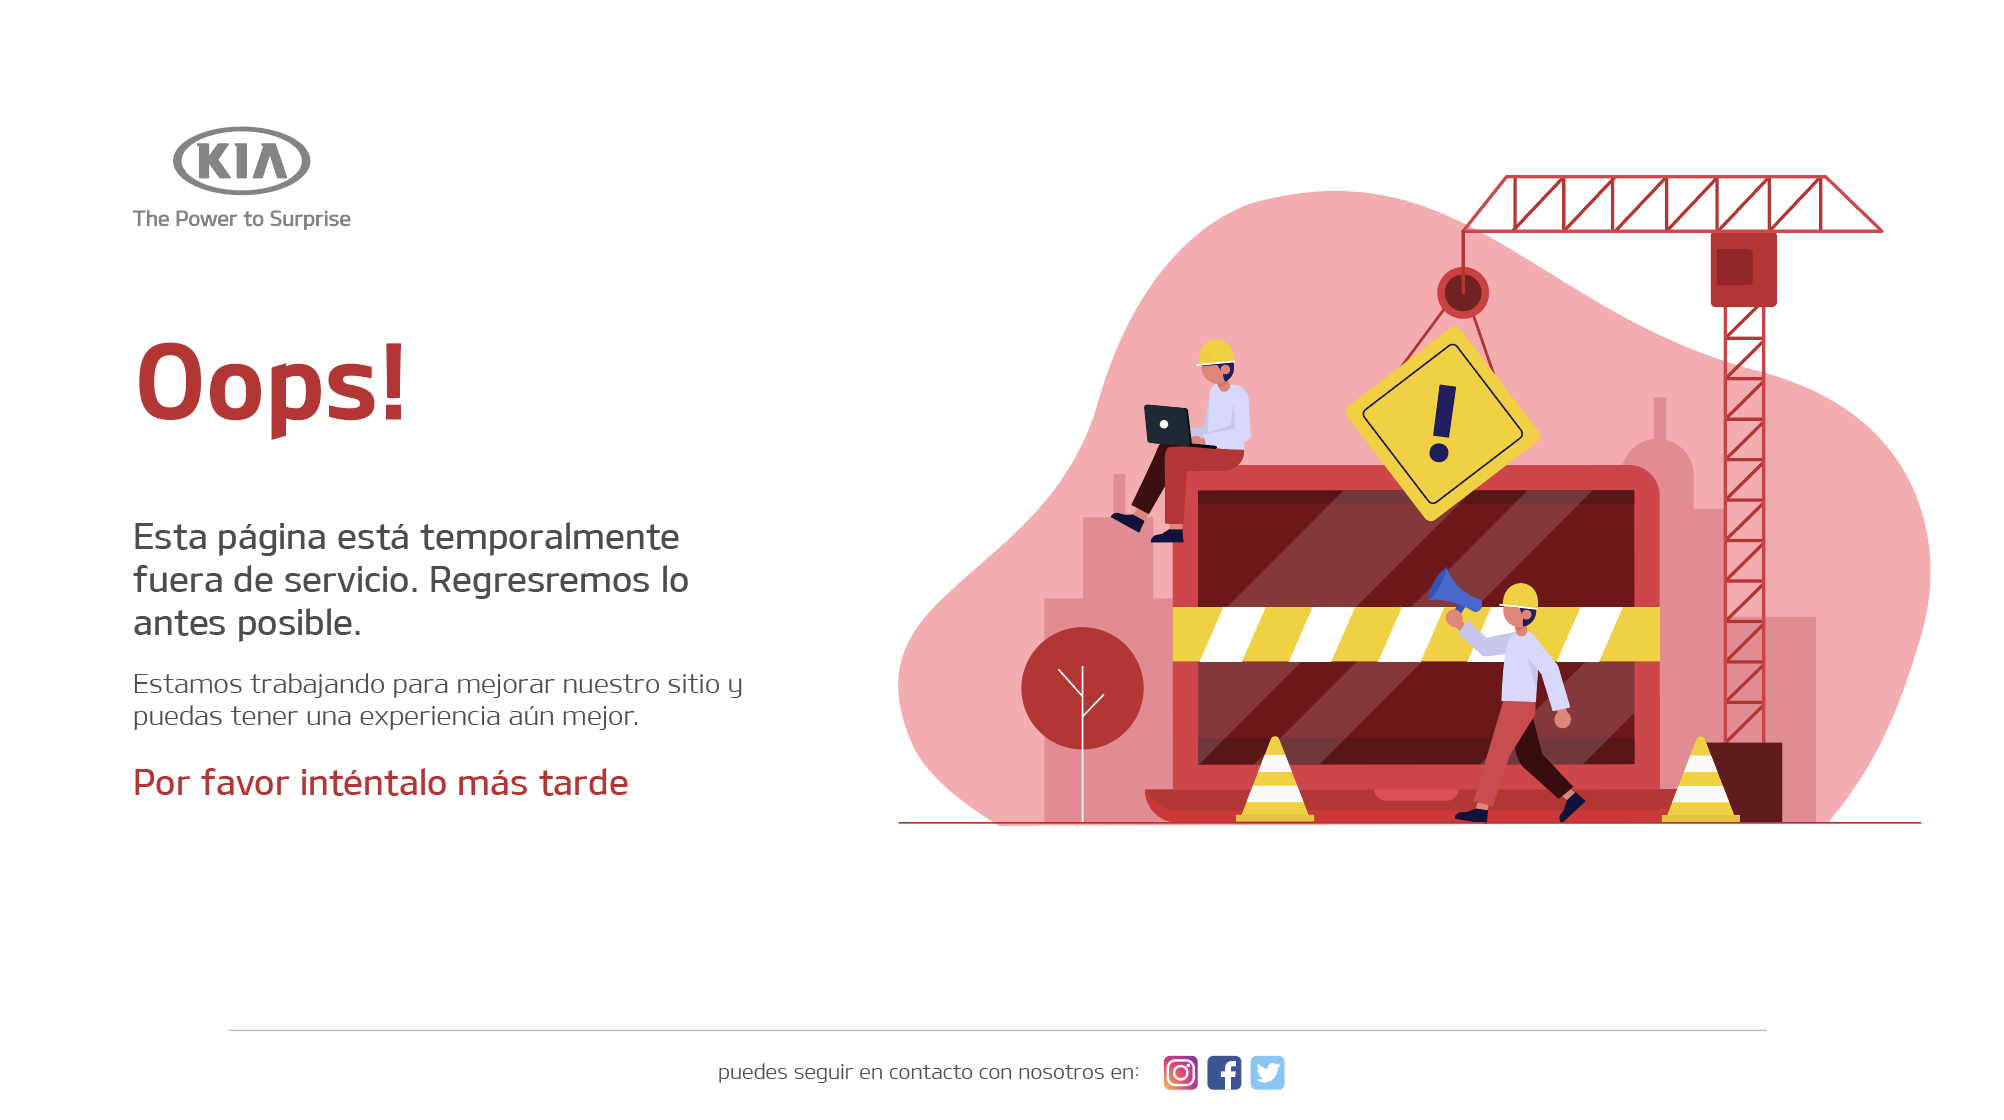 KIA
The Power to Surprise
Oops!
Esta página está temporalmente
fuera de servicio. Regresremos lo
antes posible.
Estamos trabajando para mejorar nuestro sitio y
puedas tener una experiencia aún mejor.
Por favor inténtalo más tarde
!
puedes seguir en contacto con nosotros en: